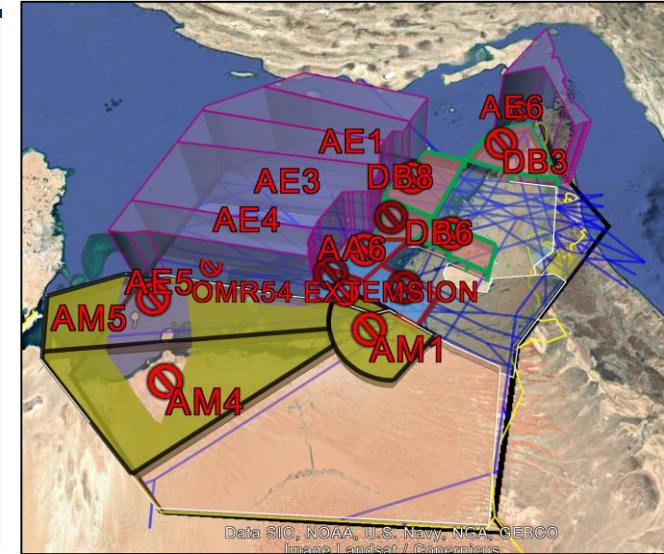 AE6
AE1
DB3
AE3
DB8
AE4
DB6
AA6
AE5
OMR54 EXTEMSION
AM5
AM1
AM4
Data SIO, NOAA, U.S. Navy, NGA, GEBCO
Image Landsat / Copernicus